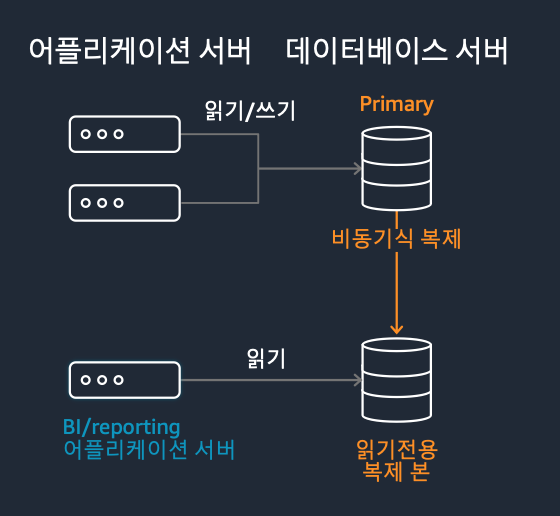 어플리케이션 서버
데이터베이스 서버
읽기/쓰기
Primary
비동기식 복제
읽기
BI/reporting
어플리케이션 서버
읽기전용
복제 본